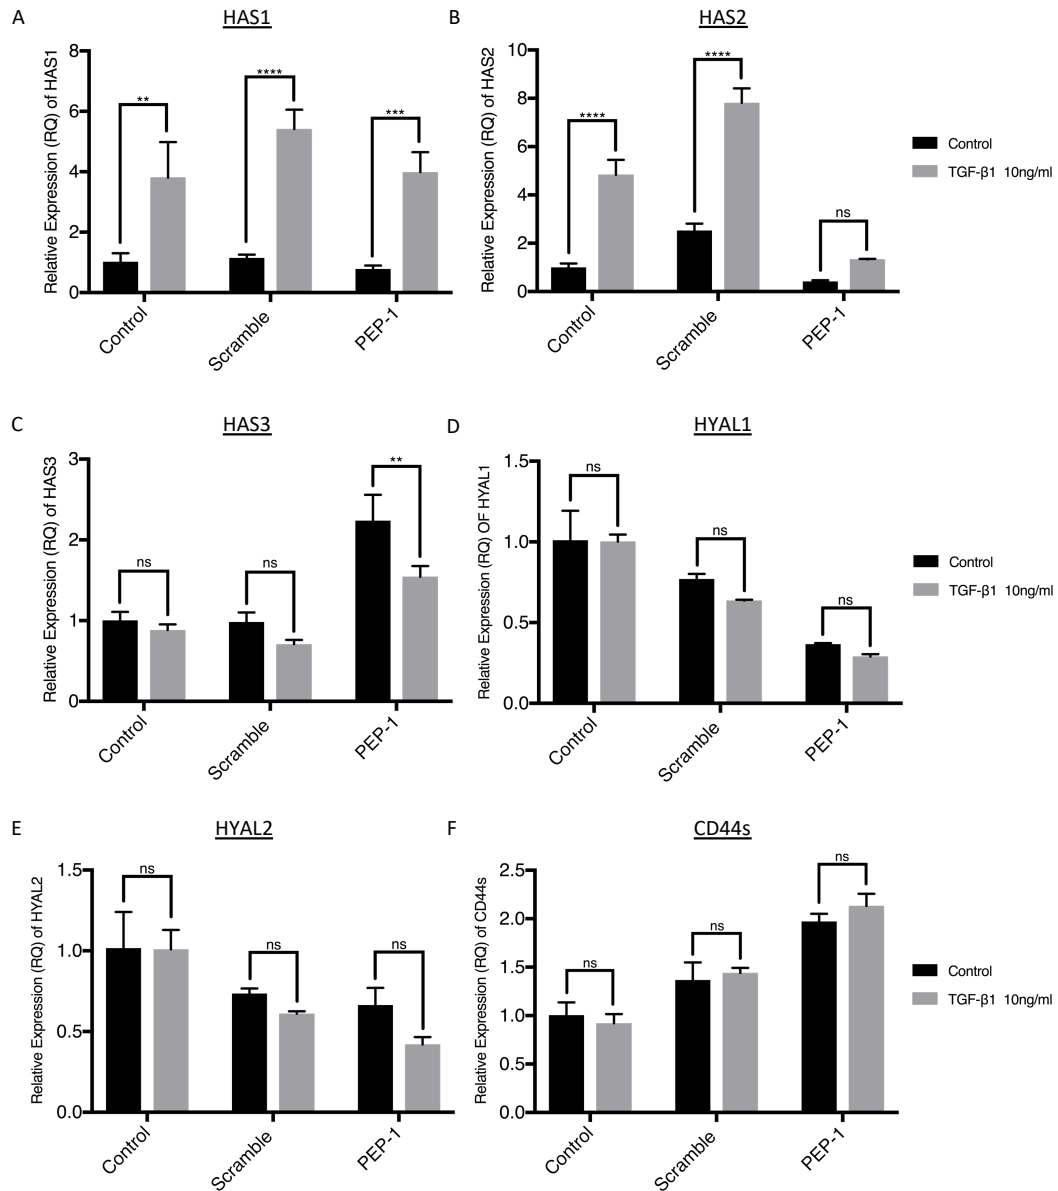 A
HAS1
Relative Expression (RQ) of HAS1
8
6
4
2
0
**
****
***
Control
Scramble
PEP-1
B
HAS2
Relative Expression (RQ) of HAS2
10
8
6
4
2
0
****
****
ns
Control
Scramble
PEP-1
Control
TGF-β1 10ng/ml
C
HAS3
Relative Expression (RQ) of HAS3
3
2
1
0
ns
ns
**
Control
Scramble
PEP-1
D
HYAL1
Relative Expression (RQ) OF HYAL1
1.5
1.0
0.5
0.0
ns
ns
ns
Control
Scramble
PEP-1
Control
TGF-β1 10ng/ml
E
HYAL2
Relative Expression (RQ) of HYAL2
1.5
1.0
0.5
0.0
ns
ns
ns
Control
Scramble
PEP-1
F
CD44s
Relative Expression (RQ) of CD44s
2.5
2.0
1.5
1.0
0.5
0.0
ns
ns
ns
Control
Scramble
PEP-1
Control
TGF-β1 10ng/ml